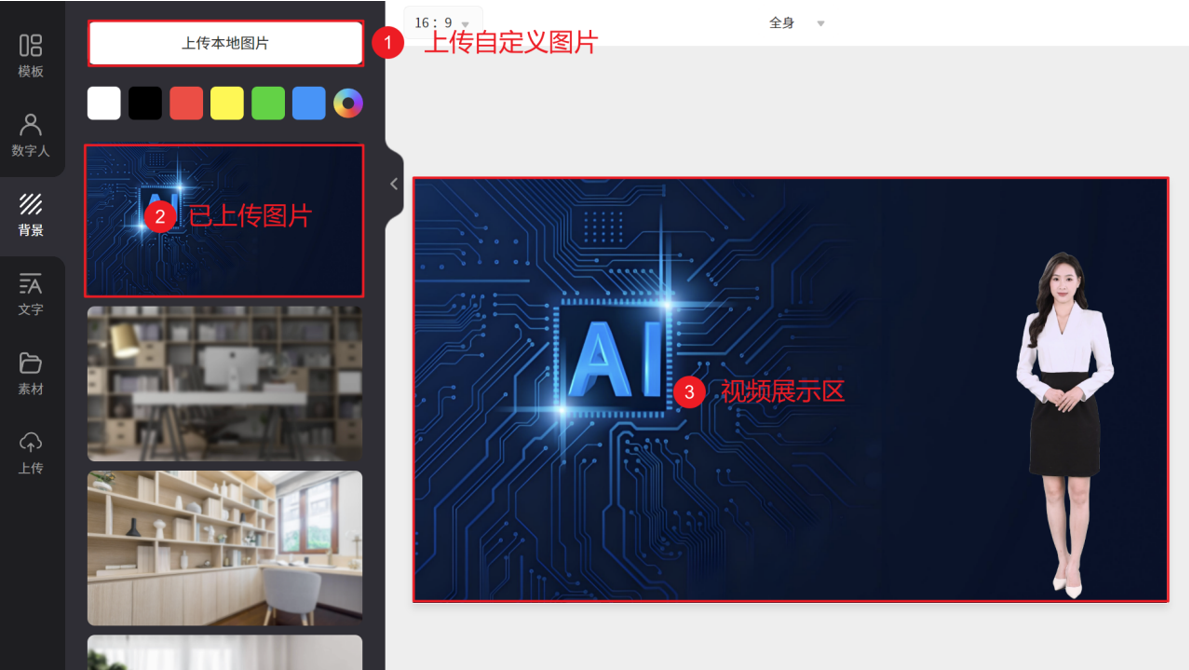 模板
数字人
背景
文字
素材
上传
上传本地图片
1 上传自定义图片
AI
2 已上传图片
16：9
全身
AI
3 视频展示区